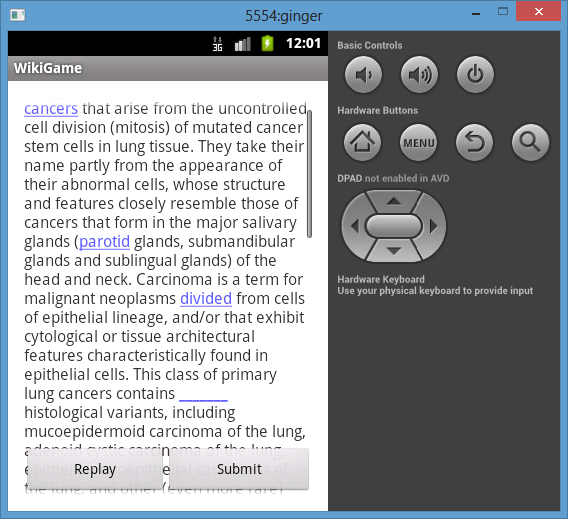 5554:ginger
3G 12:01
WikiGame
cancers that arise from the uncontrolled
cell division (mitosis) of mutated cancer
stem cells in lung tissue. They take their
name partly from the appearance of
their abnormal cells, whose structure
and features closely resemble those of
cancers that form in the major salivary
glands (parotid glands, submandibular
glands and sublingual glands) of the
head and neck. Carcinoma is a term for
malignant neoplasms divided from cells
of epithelial lineage, and/or that exhibit
cytological or tissue architectural
features characteristically found in
epithelial cells. This class of primary
lung cancers contains _______
histological variants, including
mucoepidermoid carcinoma of the lung,
adenoid cystic carcinoma of the lung,
Replay Submit
the lung, and other (even more rare)
Basic Controls
Hardware Buttons
MENU
DPAD not enabled in AVD
Hardware Keyboard
Use your physical keyboard to provide input